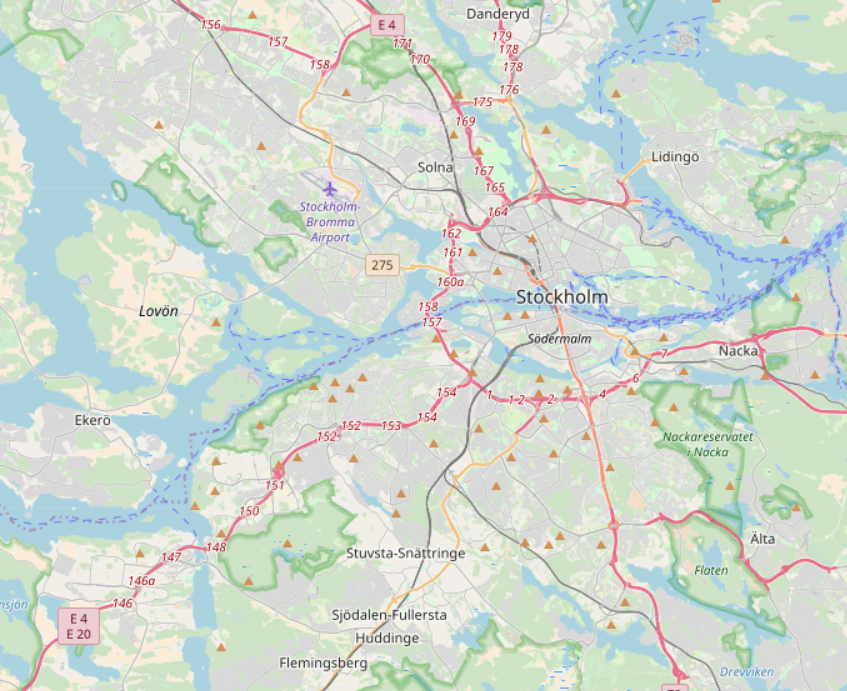 Danderyd
156
E 4
157
171
179
178
170
158
178
176
175
169
Solna
Lidingö
167
165
Stockholm-
Bromma
Airport
164
162
161
275
160a
Stockholm
Lovön
158
157
Södermalm
Nacka
7
6
154
1
1
2
2
4
Ekerö
154
152
153
152
Nackareservatet
i Nacka
151
150
148
Stuvsta-Snättringe
Älta
147
146a
Flaten
146
E 4
E 20
Sjödalen-Fullersta
Huddinge
Flemingsberg
Drevviken